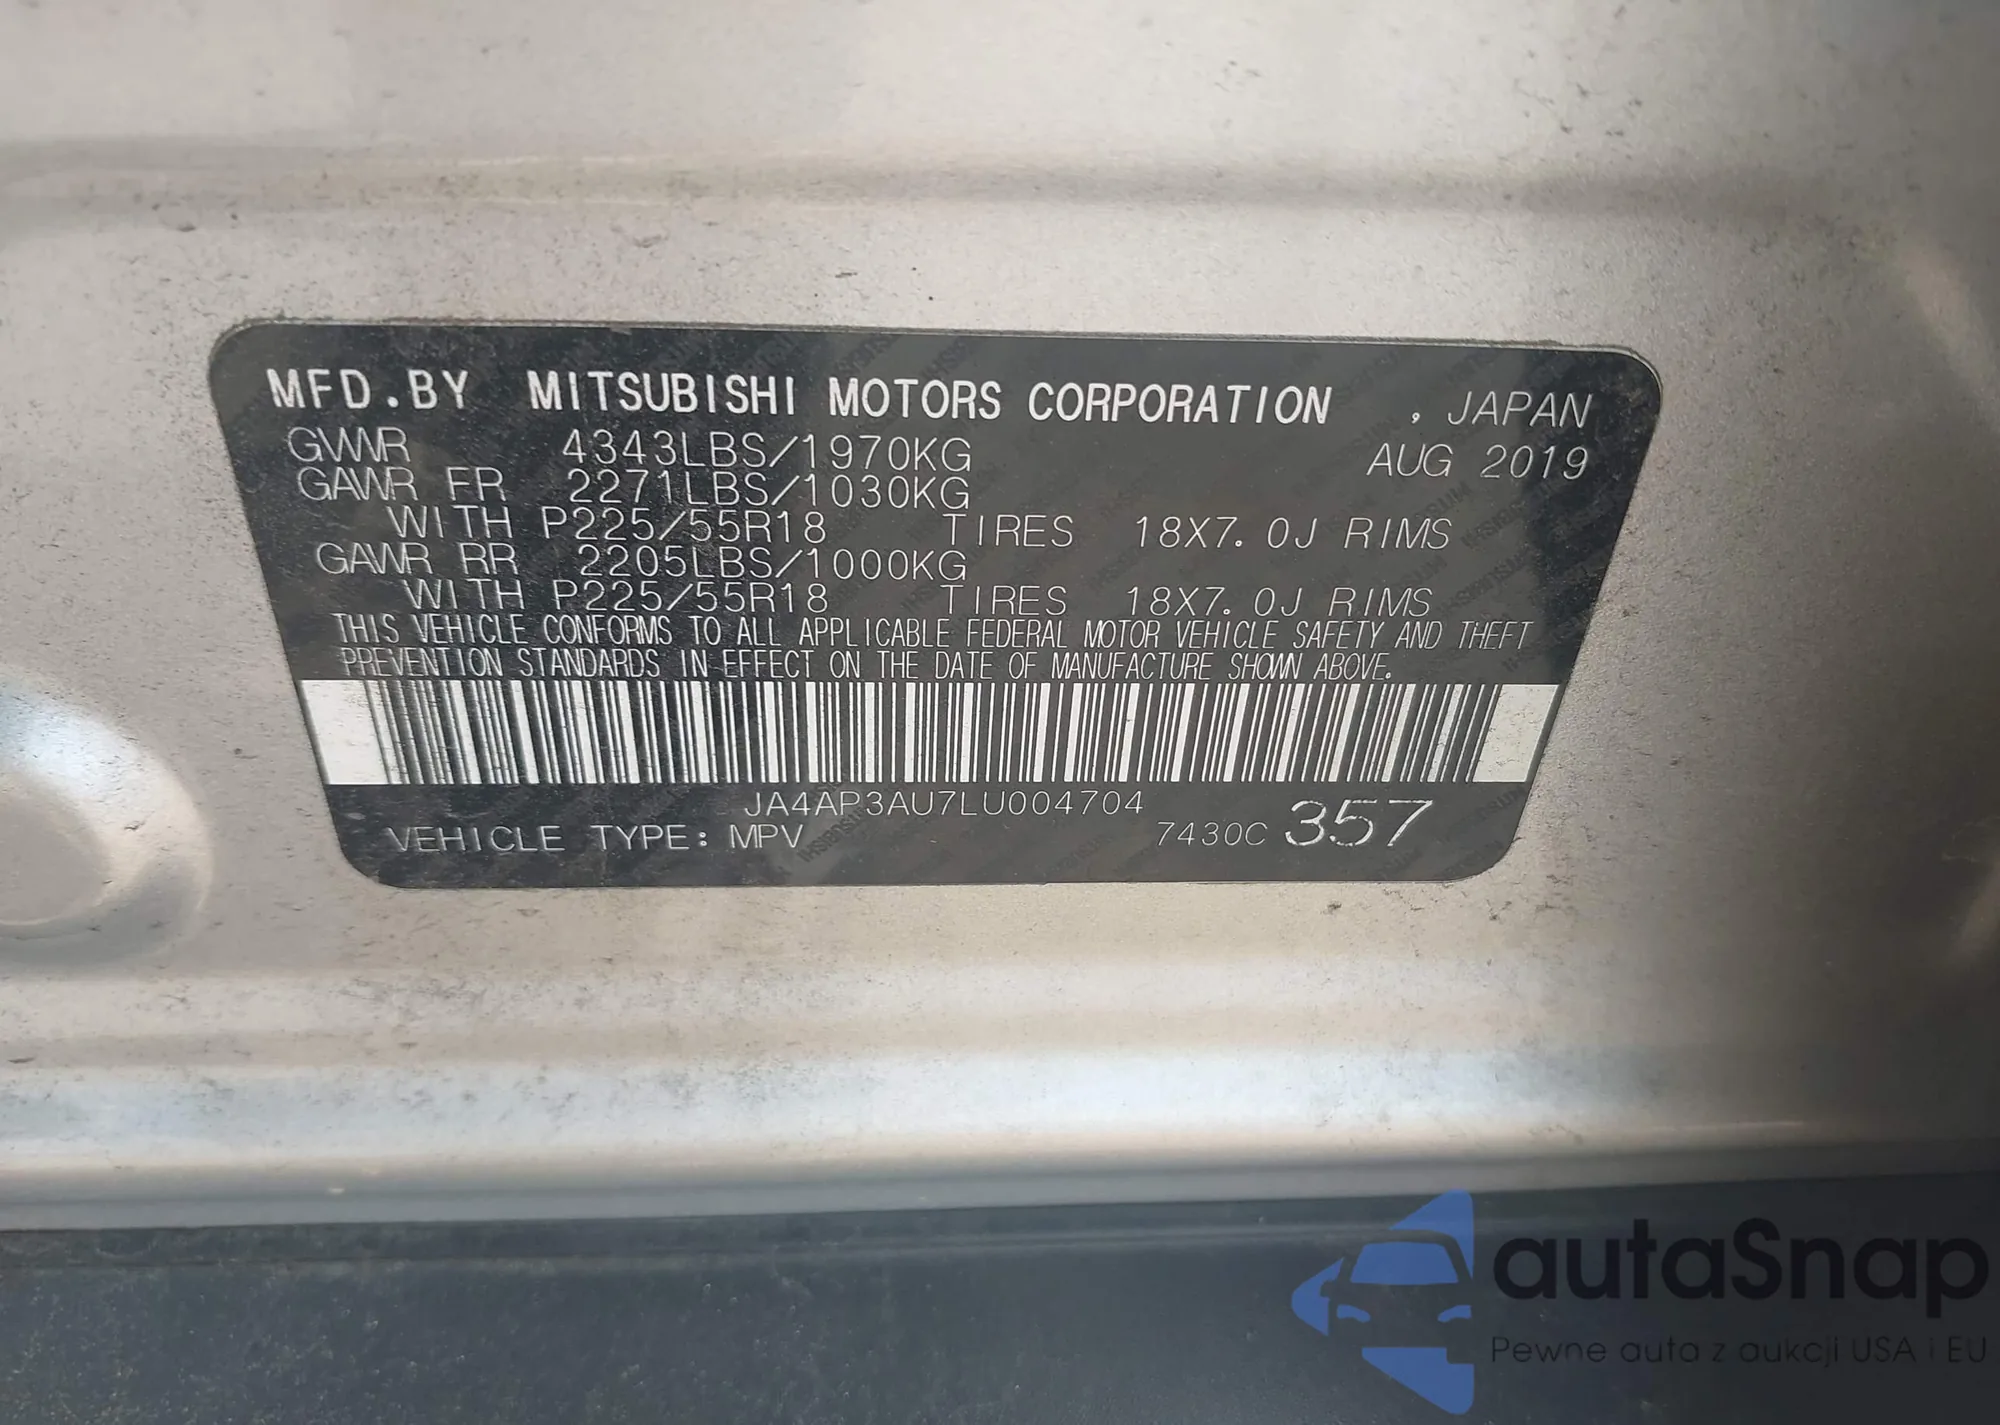 MFD.BY MITSUBISHI MOTORS CORPORATION , JAPAN
GVWR 4343LBS/1970KG AUG 2019
GAWR FR 2271LBS/1030KG
WITH P225/55R18 TIRES 18X7.0J RIMS
GAWR RR 2205LBS/1000KG
WITH P225/55R18 TIRES 18X7.0J RIMS
THIS VEHICLE CONFORMS TO ALL APPLICABLE FEDERAL MOTOR VEHICLE SAFETY AND THEFT
PREVENTION STANDARDS IN EFFECT ON THE DATE OF MANUFACTURE SHOWN ABOVE.
JA4AP3AU7LU004704
VEHICLE TYPE: MPV 7430C 357
autaSnap
Pewne auta z aukcji USA i EU